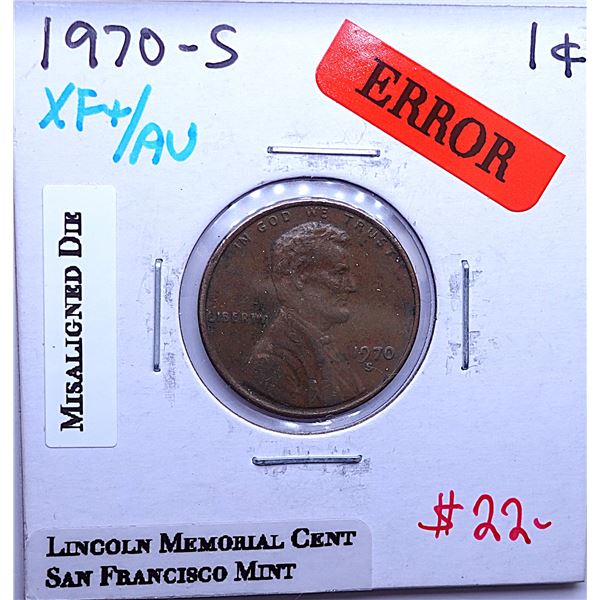 1970-S
1¢
ERROR
XF+/AU
MISALIGNED DIE
IN GOD WE TRUST
LIBERTY
1970
S
$22-
LINCOLN MEMORIAL CENT
SAN FRANCISCO MINT